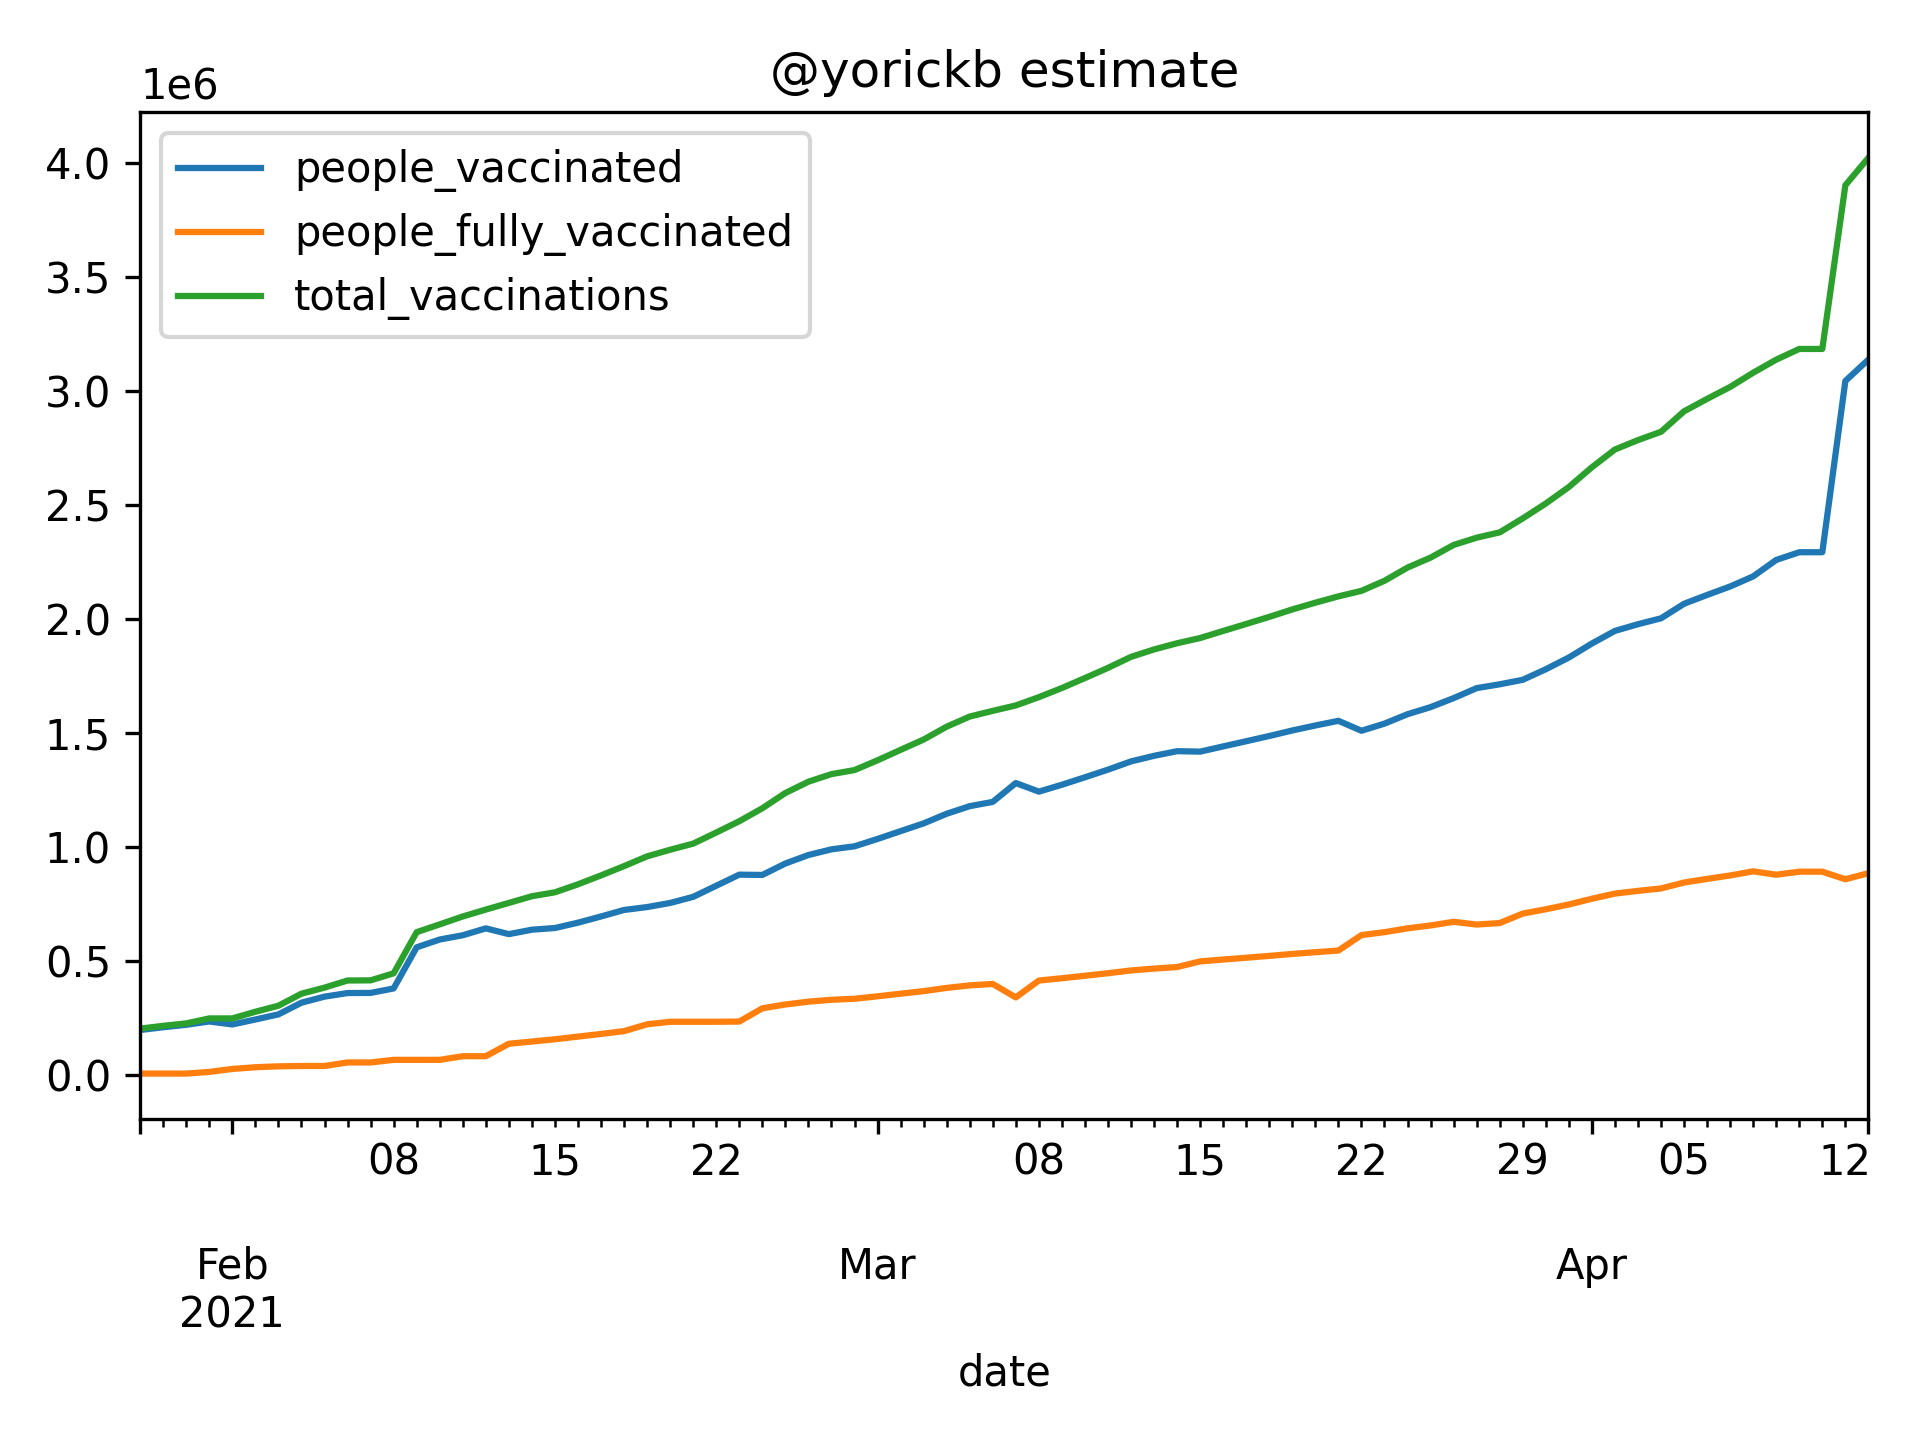 @yorickb estimate
1e6
people_vaccinated
people_fully_vaccinated
total_vaccinations
4.0
3.5
3.0
2.5
2.0
1.5
1.0
0.5
0.0
08 15 22 08 15 22 29 05 12
Feb Mar Apr
2021
date